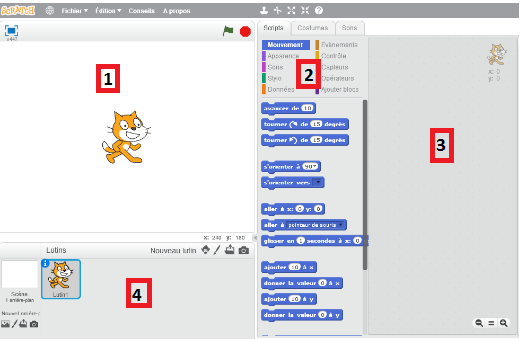 SCRATCH Fichier▼ Édition▼ Conseils A propos
Scripts Costumes Sons
v447
Mouvement Evènements
Apparence Contrôle
Sons Capteurs
Stylo Opérateurs
Données Ajouter blocs
1
2
3
4
x: 0
y: 0
avancer de 10
tourner ↻ de 15 degrés
tourner ↺ de 15 degrés
s'orienter à 90▼
s'orienter vers ▼
aller à x: 0 y: 0
aller à pointeur de souris▼
glisser en 1 secondes à x: 0
ajouter 10 à x
donner la valeur 0 à x
ajouter 10 à y
donner la valeur 0 à y
x: 240 y: 180
Lutins Nouveau lutin
Scène
1 arrière-plan
Lutin1
Nouvel arrière